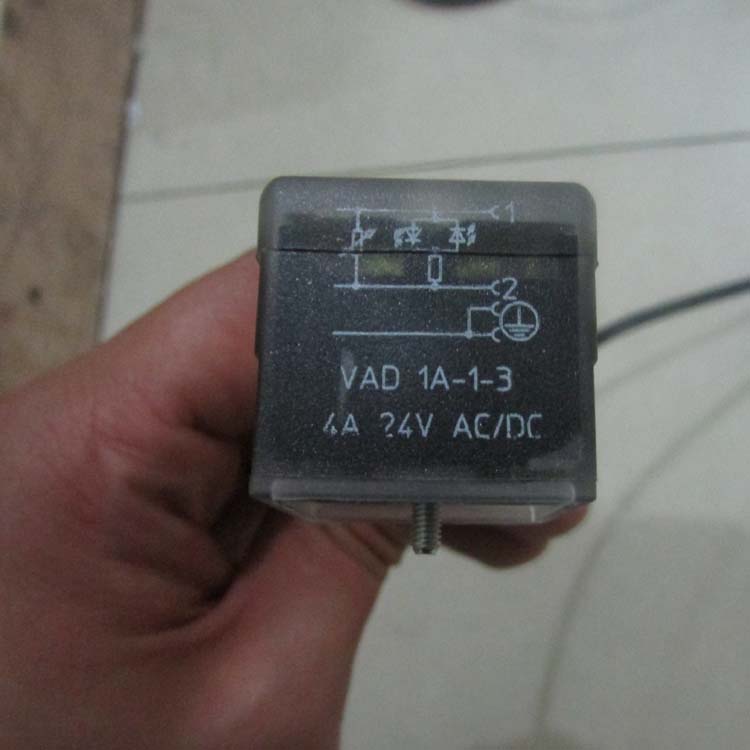 1
2
VAD 1A-1-3
4A 24V AC/DC